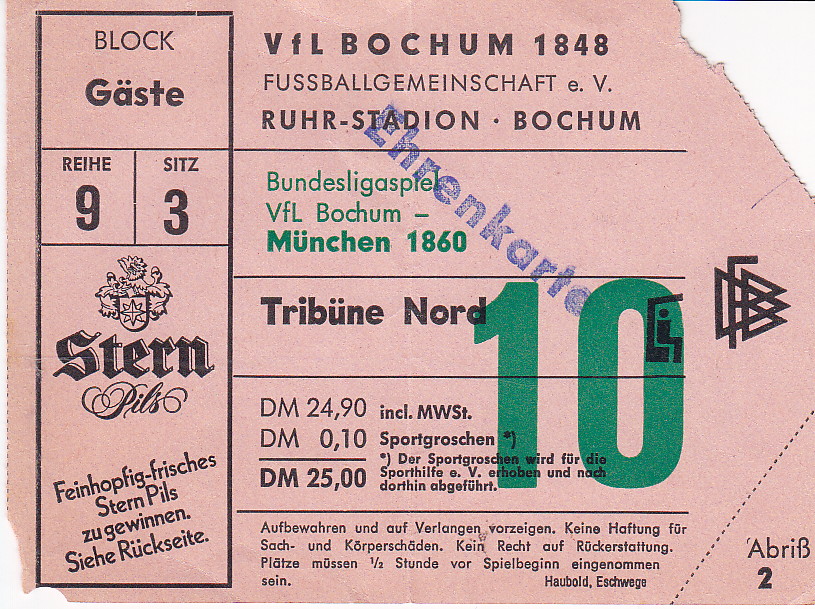 BLOCK
Gäste
REIHE
9
SITZ
3
VfL BOCHUM 1848
FUSSBALLGEMEINSCHAFT e. V.
RUHR-STADION · BOCHUM
Ehrenkarte
Bundesligaspiel
VfL Bochum –
München 1860
Tribüne Nord
10
DFB
Stern
Pils
Feinhopfig-frisches
Stern Pils
zu gewinnen.
Siehe Rückseite.
DM 24,90 incl. MWSt.
DM 0,10 Sportgroschen *)
DM 25,00
*) Der Sportgroschen wird für die
Sporthilfe e. V. erhoben und nach
dorthin abgeführt.
Aufbewahren und auf Verlangen vorzeigen. Keine Haftung für
Sach- und Körperschäden. Kein Recht auf Rückerstattung.
Plätze müssen ½ Stunde vor Spielbeginn eingenommen
sein.
Haubold, Eschwege
Abriß
2